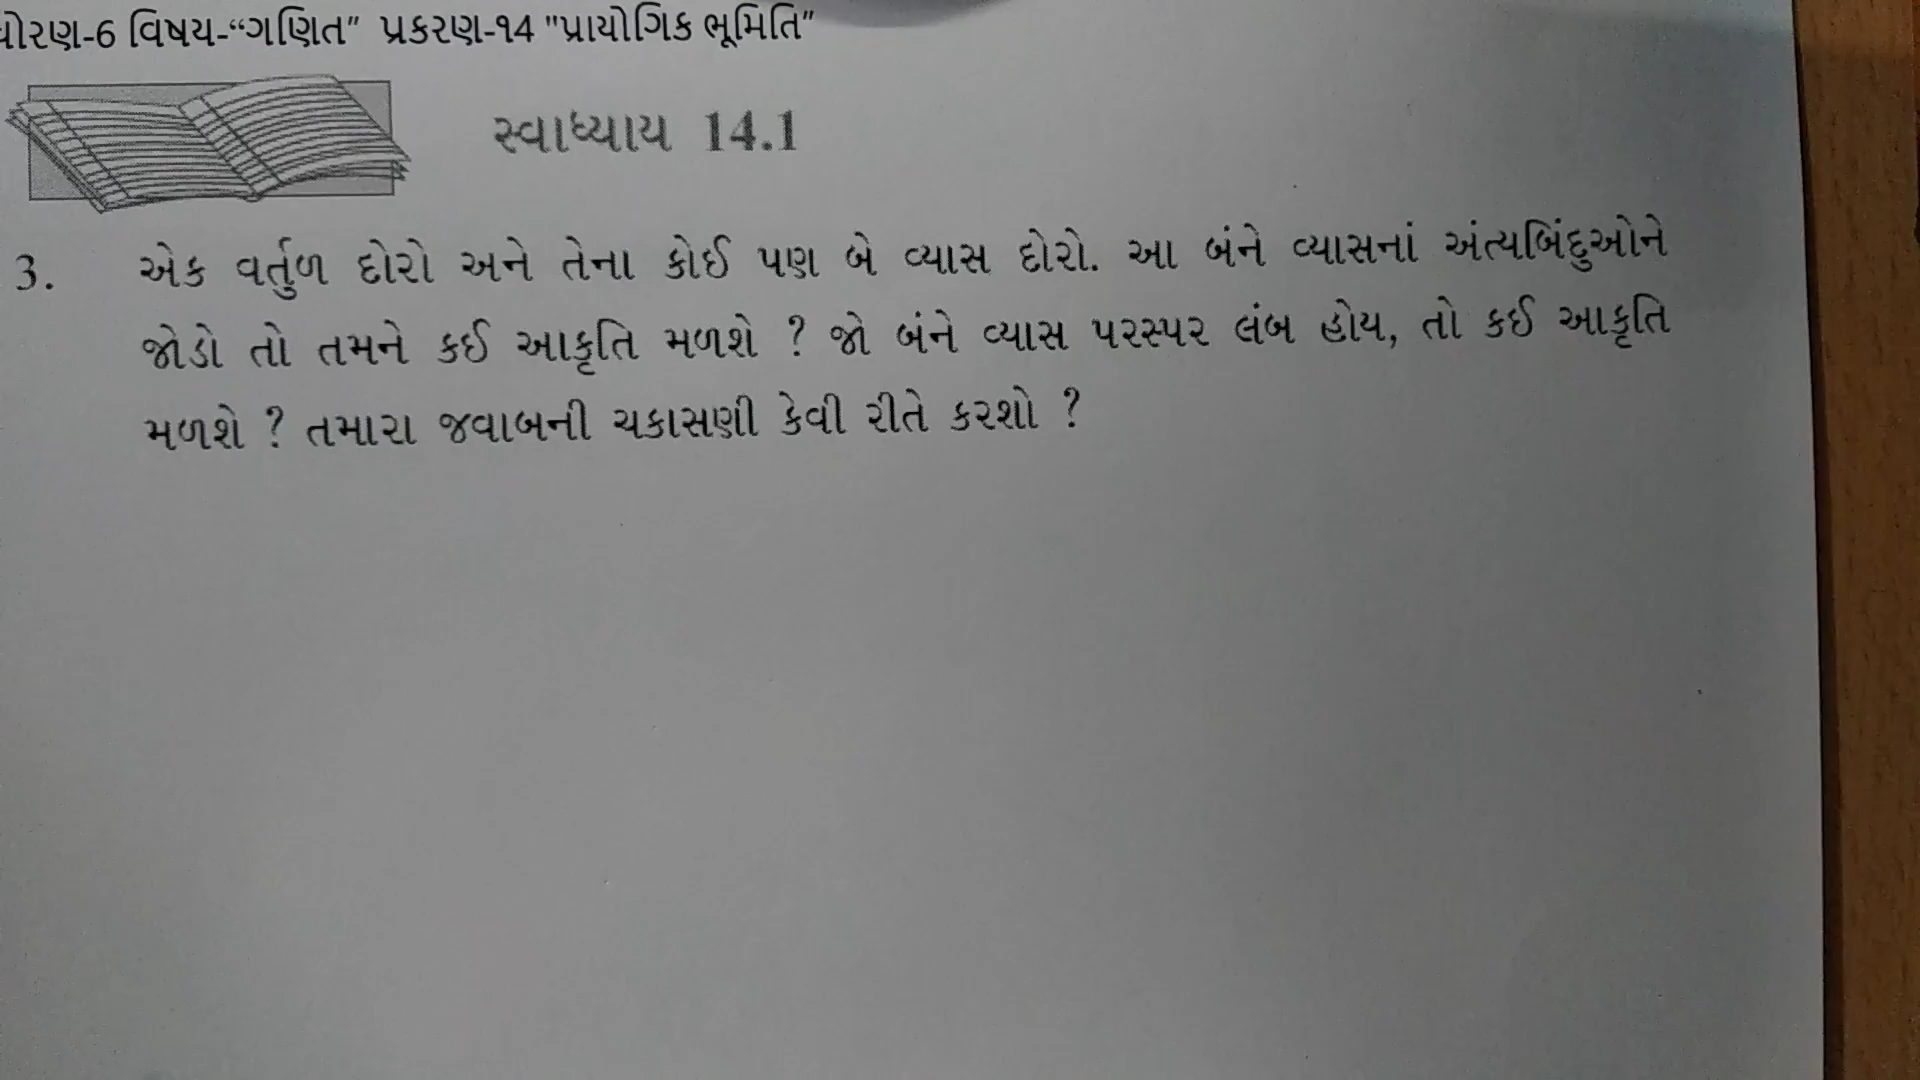 ધોરણ-6 વિષય-“ગણિત” પ્રકરણ-૧૪ "પ્રાયોગિક ભૂમિતિ”
સ્વાધ્યાય 14.1
3. એક વર્તુળ દોરો અને તેના કોઈ પણ બે વ્યાસ દોરો. આ બંને વ્યાસનાં અંત્યબિંદુઓને
જોડો તો તમને કઈ આકૃતિ મળશે ? જો બંને વ્યાસ પરસ્પર લંબ હોય, તો કઈ આકૃતિ
મળશે ? તમારા જવાબની ચકાસણી કેવી રીતે કરશો ?